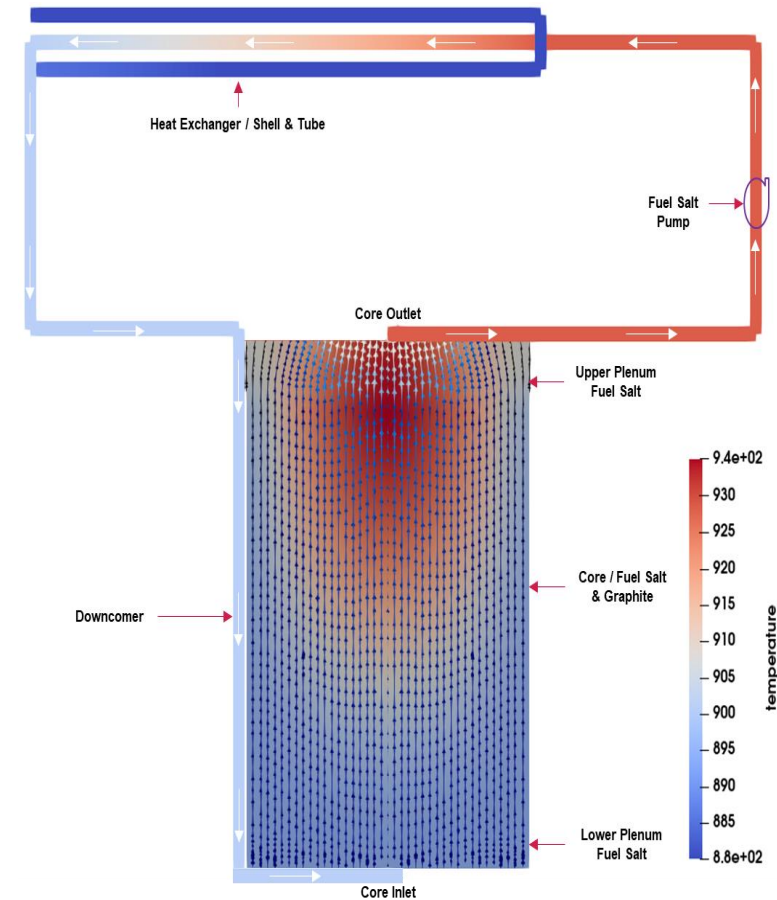 Heat Exchanger / Shell & Tube
Fuel Salt
Pump
Core Outlet
Upper Plenum
Fuel Salt
9.4e+02
930
925
920
915
910
905
900
895
890
885
8.8e+02
temperature
Core / Fuel Salt
& Graphite
Downcomer
Lower Plenum
Fuel Salt
Core Inlet